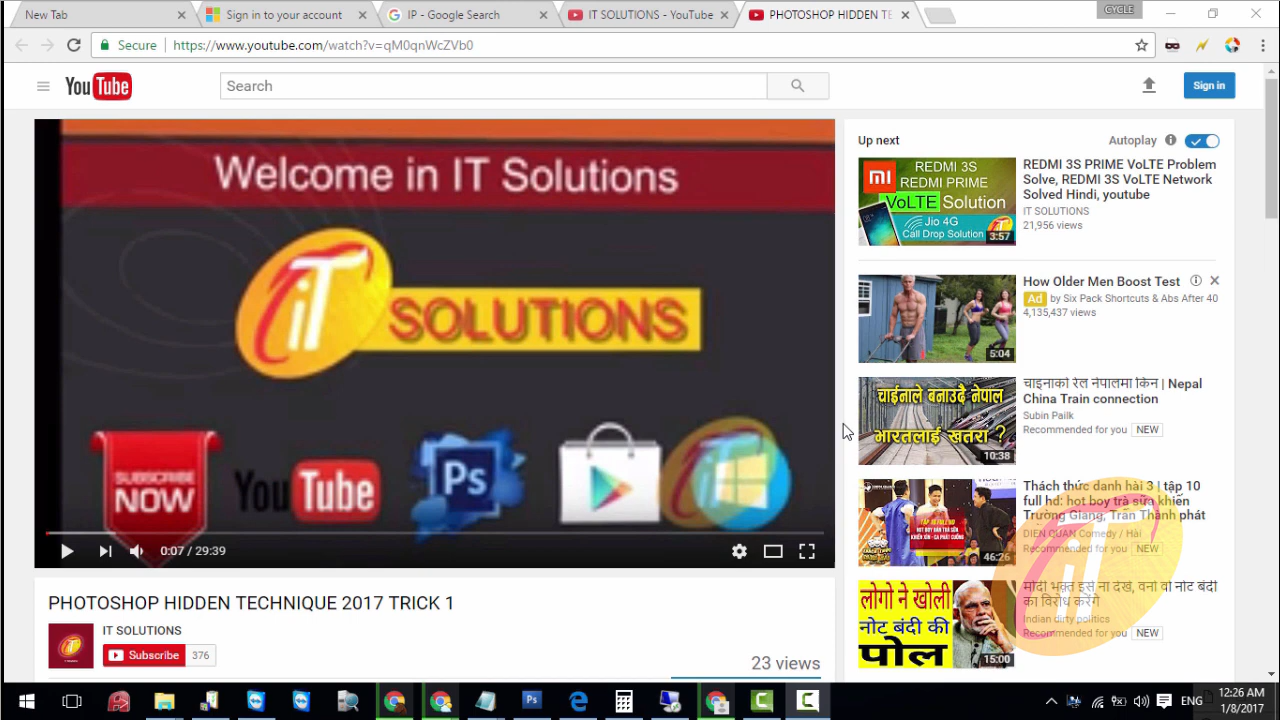 New Tab
Sign in to your account
IP - Google Search
IT SOLUTIONS - YouTube
PHOTOSHOP HIDDEN TE
CYCLE
Secure
https://www.youtube.com/watch?v=qM0qnWcZVb0
YouTube
Search
Sign in
Welcome in IT Solutions
iT SOLUTIONS
SUBSCRIBE
NOW
YouTube
Ps
0:07 / 29:39
PHOTOSHOP HIDDEN TECHNIQUE 2017 TRICK 1
IT SOLUTIONS
Subscribe
376
23 views
Up next
Autoplay
REDMI 3S
REDMI PRIME
VoLTE Solution
Jio 4G
Call Drop Solution
3:57
REDMI 3S PRIME VoLTE Problem
Solve, REDMI 3S VoLTE Network
Solved Hindi, youtube
IT SOLUTIONS
21,956 views
5:04
How Older Men Boost Test
Ad by Six Pack Shortcuts & Abs After 40
4,135,437 views
चाईनाले बनाउदै नेपाल
भारतलाई खतरा ?
10:38
चाइनाको रेल नेपालमा किन | Nepal
China Train connection
Subin Pailk
Recommended for you NEW
46:26
Thách thức danh hài 3 | tập 10
full hd: hot boy trà sữa khiến
Trường Giang, Trấn Thành phát
DIEN QUAN Comedy / Hài
Recommended for you NEW
लोगो ने खोली
नोट बंदी की
पोल
15:00
मोदी भक्त इसे ना देखे, वर्ना वो नोट बंदी
का विरोध करेंगे
Indian dirty politics
Recommended for you NEW
iT
Ps
ENG
12:26 AM
1/8/2017